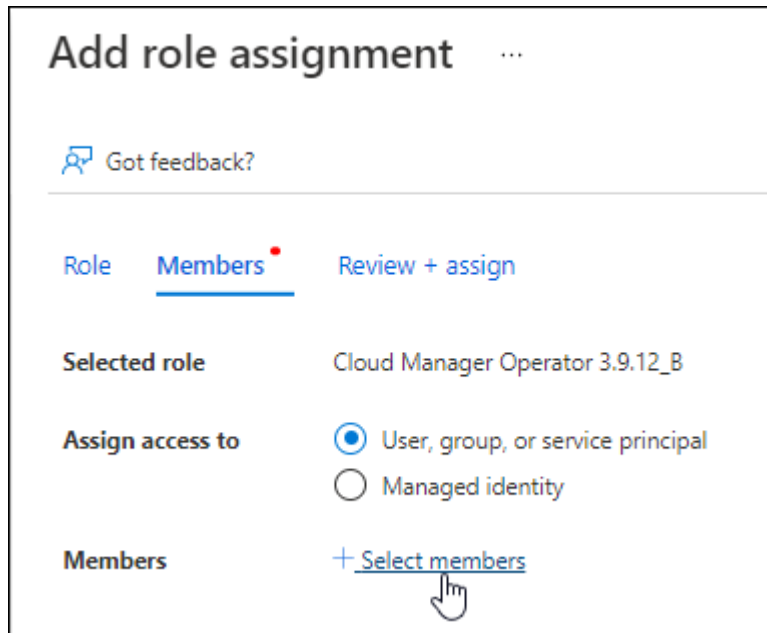 Add role assignment ...
Got feedback?
Role Members Review + assign
Selected role Cloud Manager Operator 3.9.12_B
Assign access to User, group, or service principal
Managed identity
Members + Select members